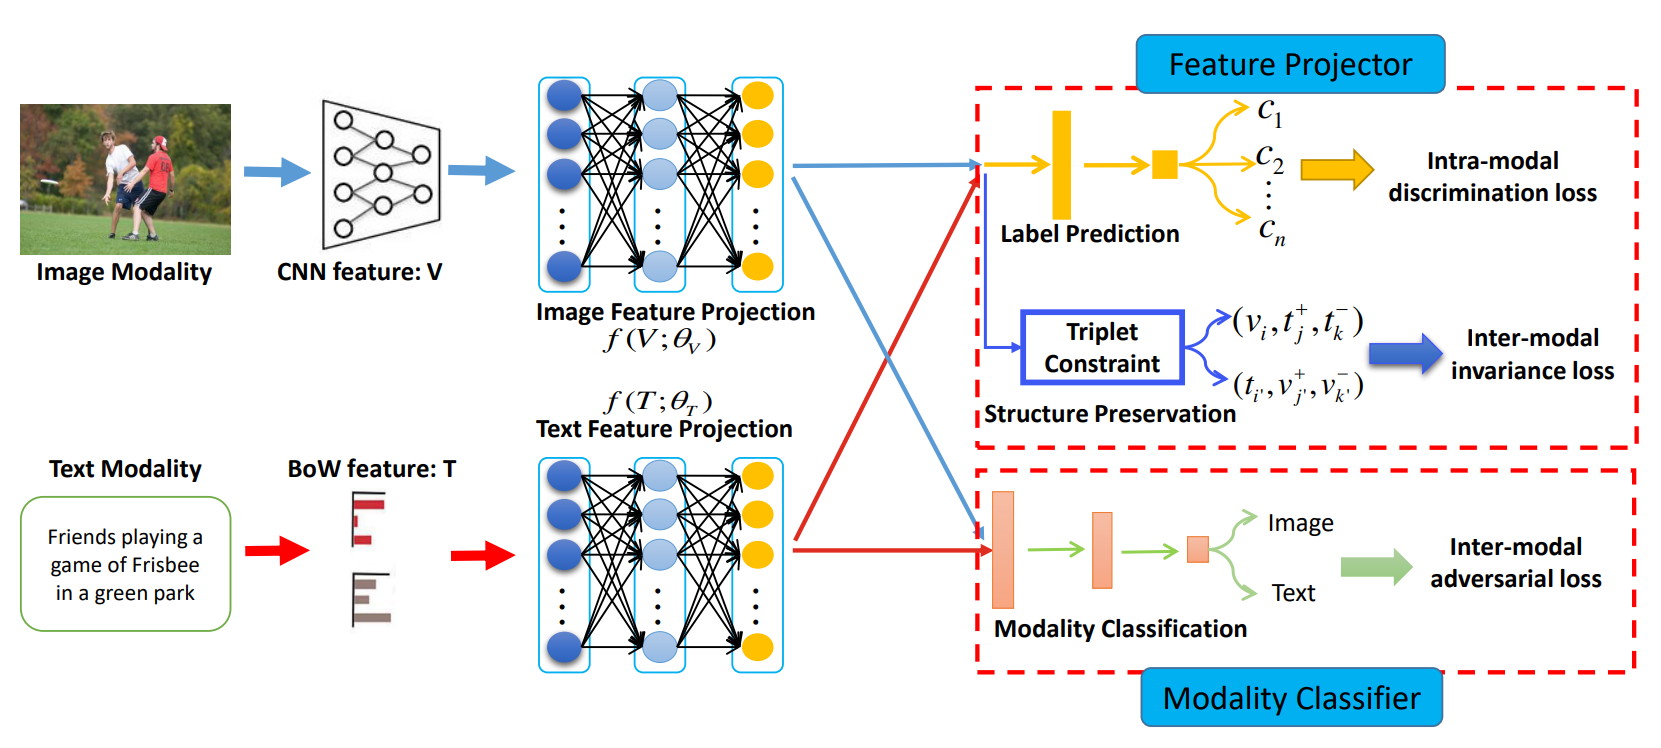 Feature Projector
Image Modality
CNN feature: V
Image Feature Projection
f(V;θ_V)
f(T;θ_T)
Text Feature Projection
Text Modality
BoW feature: T
Friends playing a
game of Frisbee
in a green park
Label Prediction
c_1
c_2
⋮
c_n
Intra-modal
discrimination loss
Triplet
Constraint
(v_i, t_j^+, t_k^-)
(t_{i'}, v_{j'}^+, v_{k'}^-)
Inter-modal
invariance loss
Structure Preservation
Image
Text
Inter-modal
adversarial loss
Modality Classification
Modality Classifier